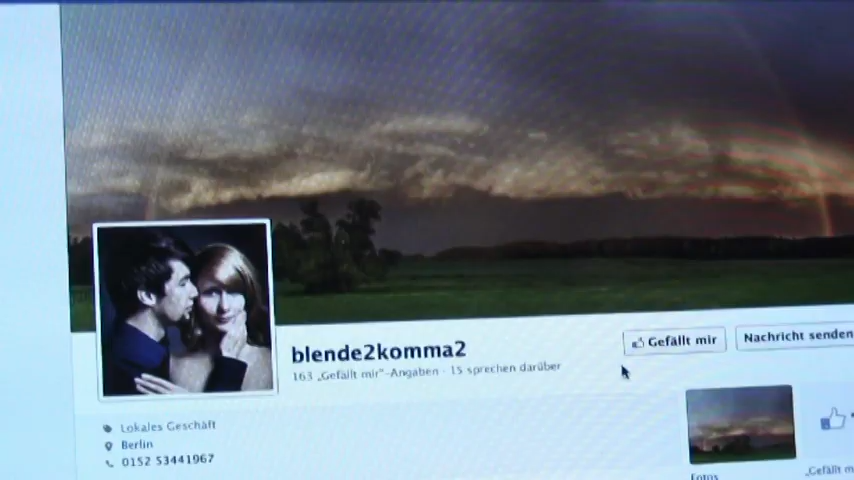 blende2komma2
163 „Gefällt mir“-Angaben · 15 sprechen darüber
Gefällt mir
Nachricht senden
Lokales Geschäft
Berlin
0152 53441967
Fotos
„Gefällt m